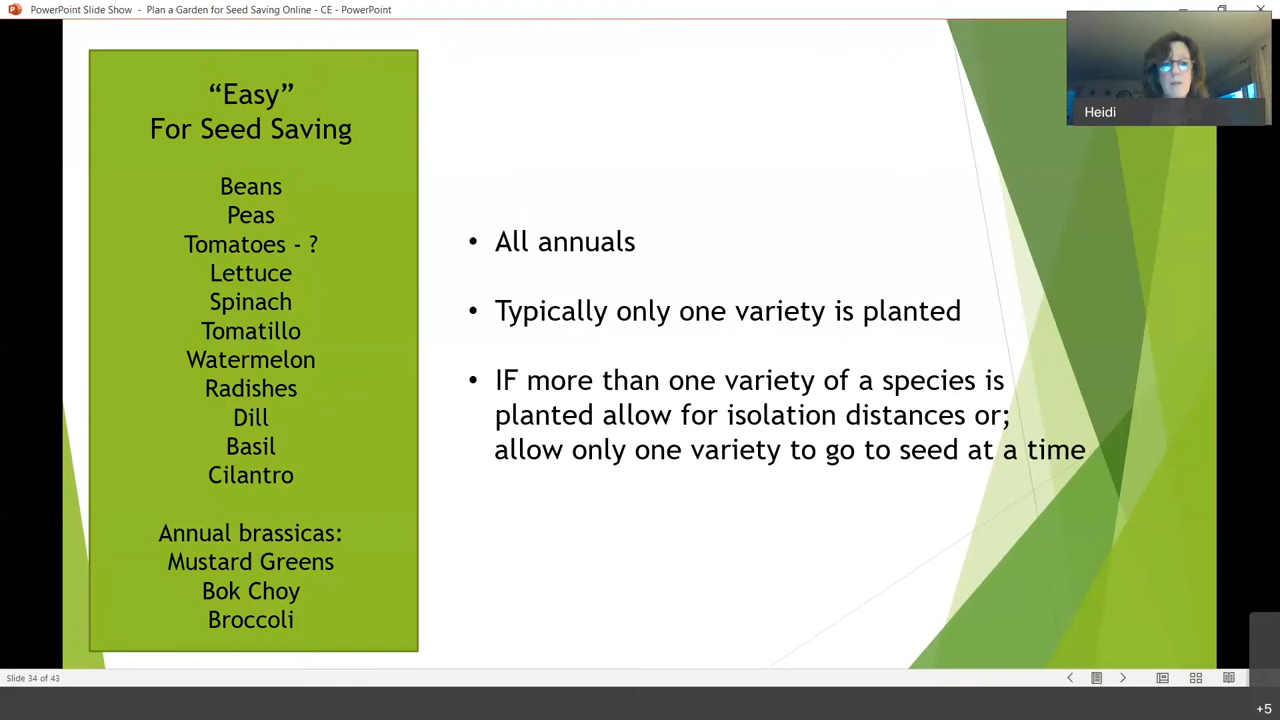 PowerPoint Slide Show - Plan a Garden for Seed Saving Online - CE - PowerPoint
Heidi
“Easy”
For Seed Saving
Beans
Peas
Tomatoes - ?
Lettuce
Spinach
Tomatillo
Watermelon
Radishes
Dill
Basil
Cilantro
Annual brassicas:
Mustard Greens
Bok Choy
Broccoli
• All annuals
• Typically only one variety is planted
• IF more than one variety of a species is
planted allow for isolation distances or;
allow only one variety to go to seed at a time
Slide 34 of 43
+5